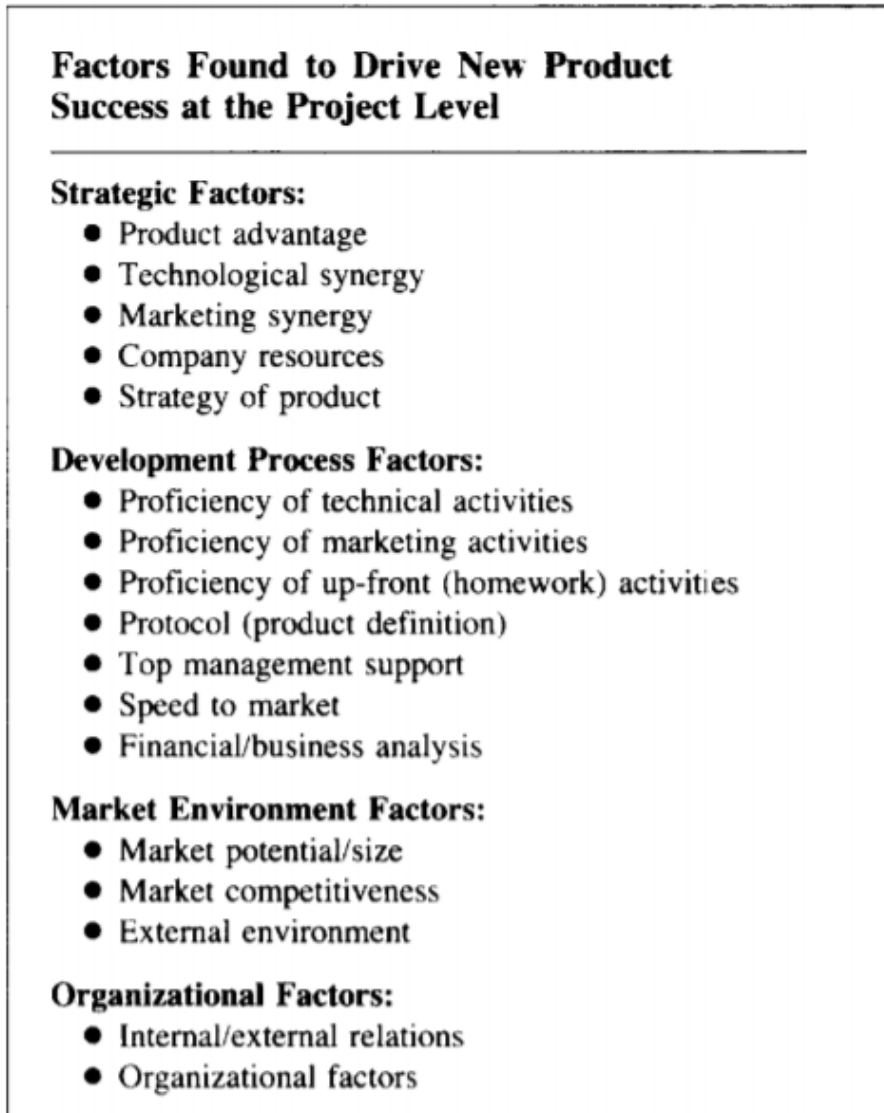 Factors Found to Drive New Product
Success at the Project Level
Strategic Factors:
● Product advantage
● Technological synergy
● Marketing synergy
● Company resources
● Strategy of product
Development Process Factors:
● Proficiency of technical activities
● Proficiency of marketing activities
● Proficiency of up-front (homework) activities
● Protocol (product definition)
● Top management support
● Speed to market
● Financial/business analysis
Market Environment Factors:
● Market potential/size
● Market competitiveness
● External environment
Organizational Factors:
● Internal/external relations
● Organizational factors